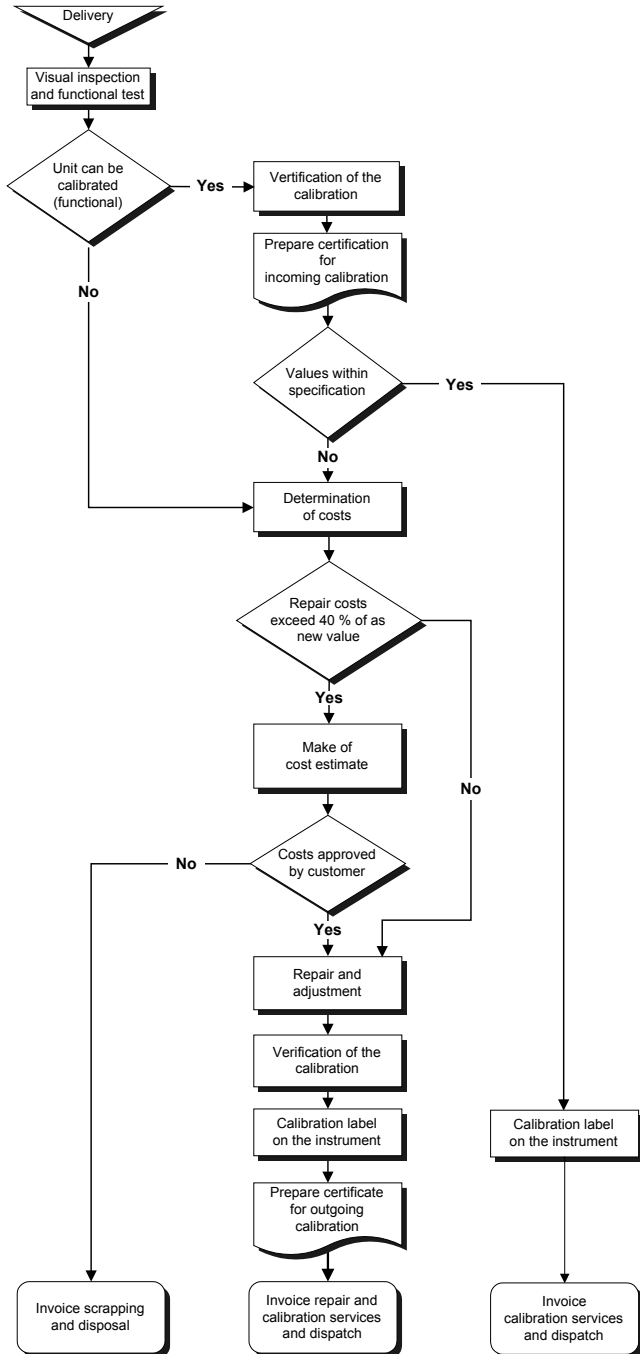 Delivery
Visual inspection
and functional test
Unit can be
calibrated
(functional)
Yes
Vertification of the
calibration
Prepare certification
for
incoming calibration
No
Values within
specification
Yes
No
Determination
of costs
Repair costs
exceed 40 % of as
new value
Yes
Make of
cost estimate
No
Costs approved
by customer
No
Yes
Repair and
adjustment
Verification of the
calibration
Calibration label
on the instrument
Calibration label
on the instrument
Prepare certificate
for outgoing
calibration
Invoice scrapping
and disposal
Invoice repair and
calibration services
and dispatch
Invoice
calibration services
and dispatch